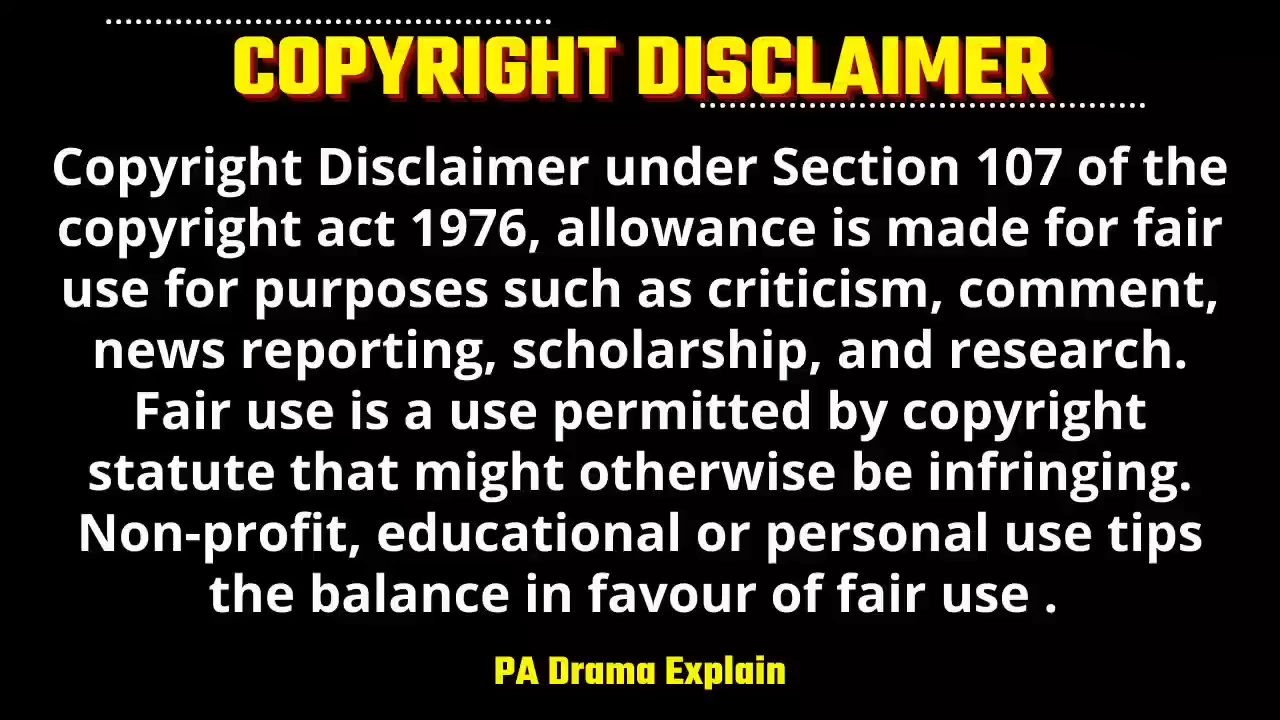 COPYRIGHT DISCLAIMER
Copyright Disclaimer under Section 107 of the
copyright act 1976, allowance is made for fair
use for purposes such as criticism, comment,
news reporting, scholarship, and research.
Fair use is a use permitted by copyright
statute that might otherwise be infringing.
Non-profit, educational or personal use tips
the balance in favour of fair use .
PA Drama Explain